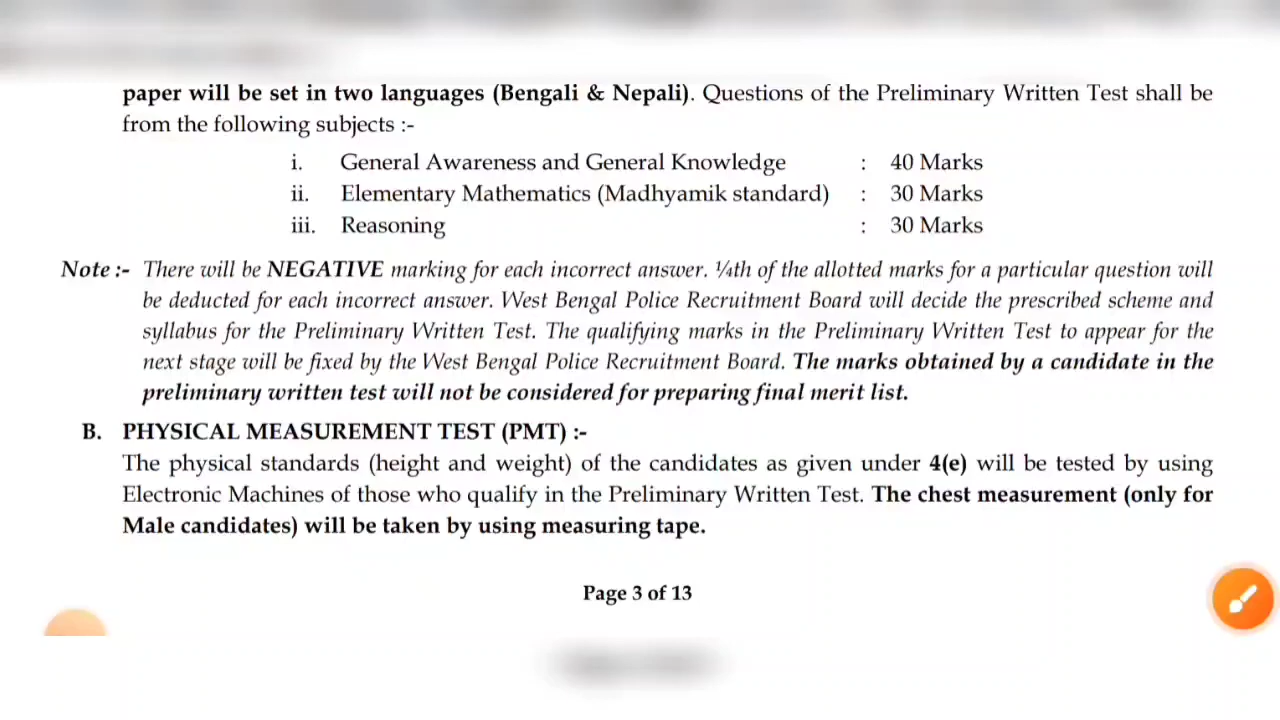 paper will be set in two languages (Bengali & Nepali). Questions of the Preliminary Written Test shall be
from the following subjects :-
i. General Awareness and General Knowledge : 40 Marks
ii. Elementary Mathematics (Madhyamik standard) : 30 Marks
iii. Reasoning : 30 Marks
Note :- There will be NEGATIVE marking for each incorrect answer. ¼th of the allotted marks for a particular question will
be deducted for each incorrect answer. West Bengal Police Recruitment Board will decide the prescribed scheme and
syllabus for the Preliminary Written Test. The qualifying marks in the Preliminary Written Test to appear for the
next stage will be fixed by the West Bengal Police Recruitment Board. The marks obtained by a candidate in the
preliminary written test will not be considered for preparing final merit list.
B. PHYSICAL MEASUREMENT TEST (PMT) :-
The physical standards (height and weight) of the candidates as given under 4(e) will be tested by using
Electronic Machines of those who qualify in the Preliminary Written Test. The chest measurement (only for
Male candidates) will be taken by using measuring tape.
Page 3 of 13